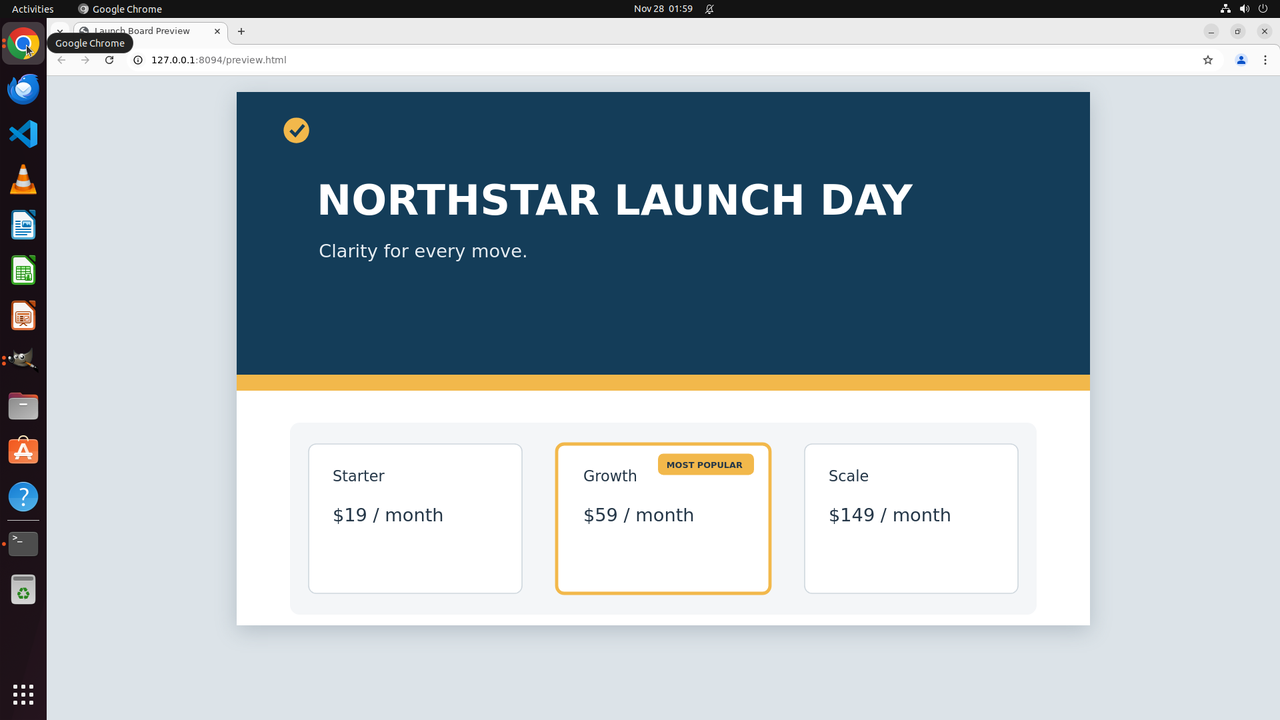 Activities
Google Chrome
Nov 28 01:59
Launch Board Preview
Google Chrome
127.0.0.1:8094/preview.html
NORTHSTAR LAUNCH DAY
Clarity for every move.
Starter
$19 / month
Growth
MOST POPULAR
$59 / month
Scale
$149 / month